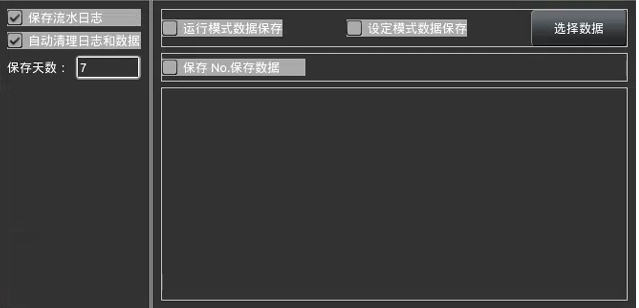 保存流水日志
自动清理日志和数据
保存天数： 7
运行模式数据保存
设定模式数据保存
选择数据
保存 No.保存数据